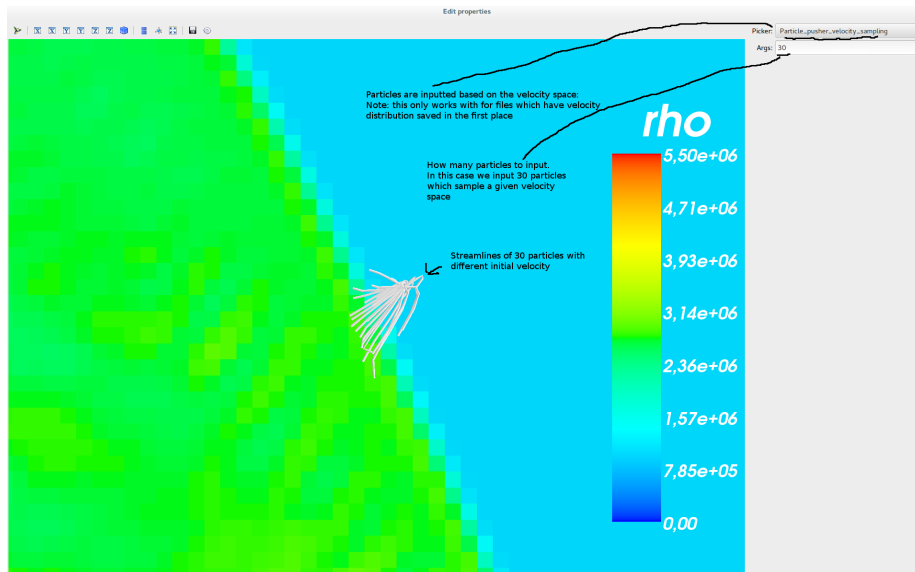 Edit properties
Picker: Particle_pusher_velocity_sampling
Args: 30
Particles are inputted based on the velocity space:
Note: this only works with for files which have velocity
distribution saved in the first place
How many particles to input.
In this case we input 30 particles
which sample a given velocity
space
Streamlines of 30 particles with
different initial velocity
rho
5,50e+06
4,71e+06
3,93e+06
3,14e+06
2,36e+06
1,57e+06
7,85e+05
0,00